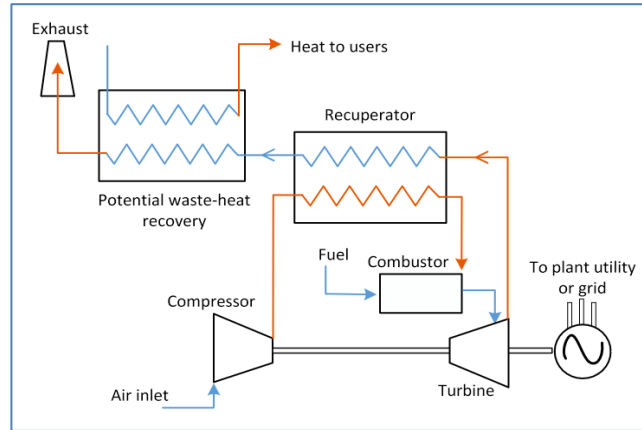 Exhaust
Heat to users
Recuperator
Potential waste-heat
recovery
Fuel
Combustor
To plant utility
or grid
Compressor
Air inlet
Turbine